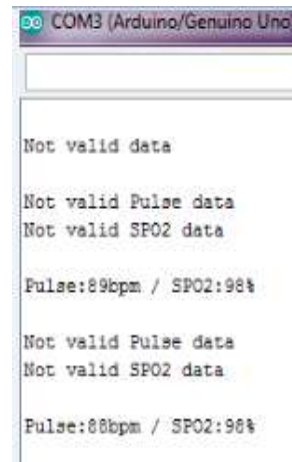 COM3 (Arduino/Genuino Uno)
Not valid data
Not valid Pulse data
Not valid SPO2 data
Pulse:89bpm / SPO2:98%
Not valid Pulse data
Not valid SPO2 data
Pulse:88bpm / SPO2:98%